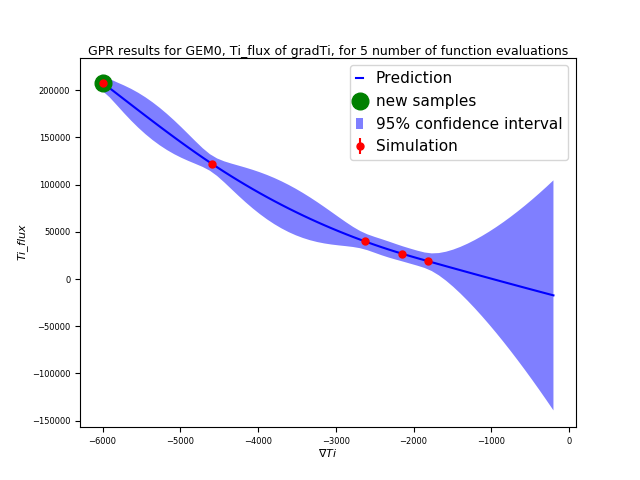 GPR results for GEM0, Ti_flux of gradTi, for 5 number of function evaluations
Prediction
new samples
95% confidence interval
Simulation
200000
150000
100000
50000
0
−50000
−100000
−150000
Ti_flux
−6000
−5000
−4000
−3000
−2000
−1000
0
∇Ti